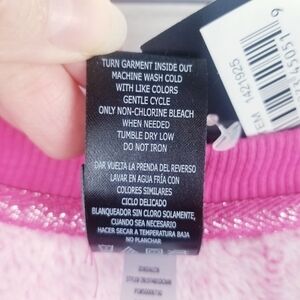 TURN GARMENT INSIDE OUT
MACHINE WASH COLD
WITH LIKE COLORS
GENTLE CYCLE
ONLY NON-CHLORINE BLEACH
WHEN NEEDED
TUMBLE DRY LOW
DO NOT IRON
DAR VUELTA LA PRENDA DEL REVERSO
LAVAR EN AGUA FRÍA CON
COLORES SIMILARES
CICLO DELICADO
BLANQUEADOR SIN CLORO SOLAMENTE,
CUANDO SEA NECESARIO
HACER SECAR A TEMPERATURA BAJA
NO PLANCHAR